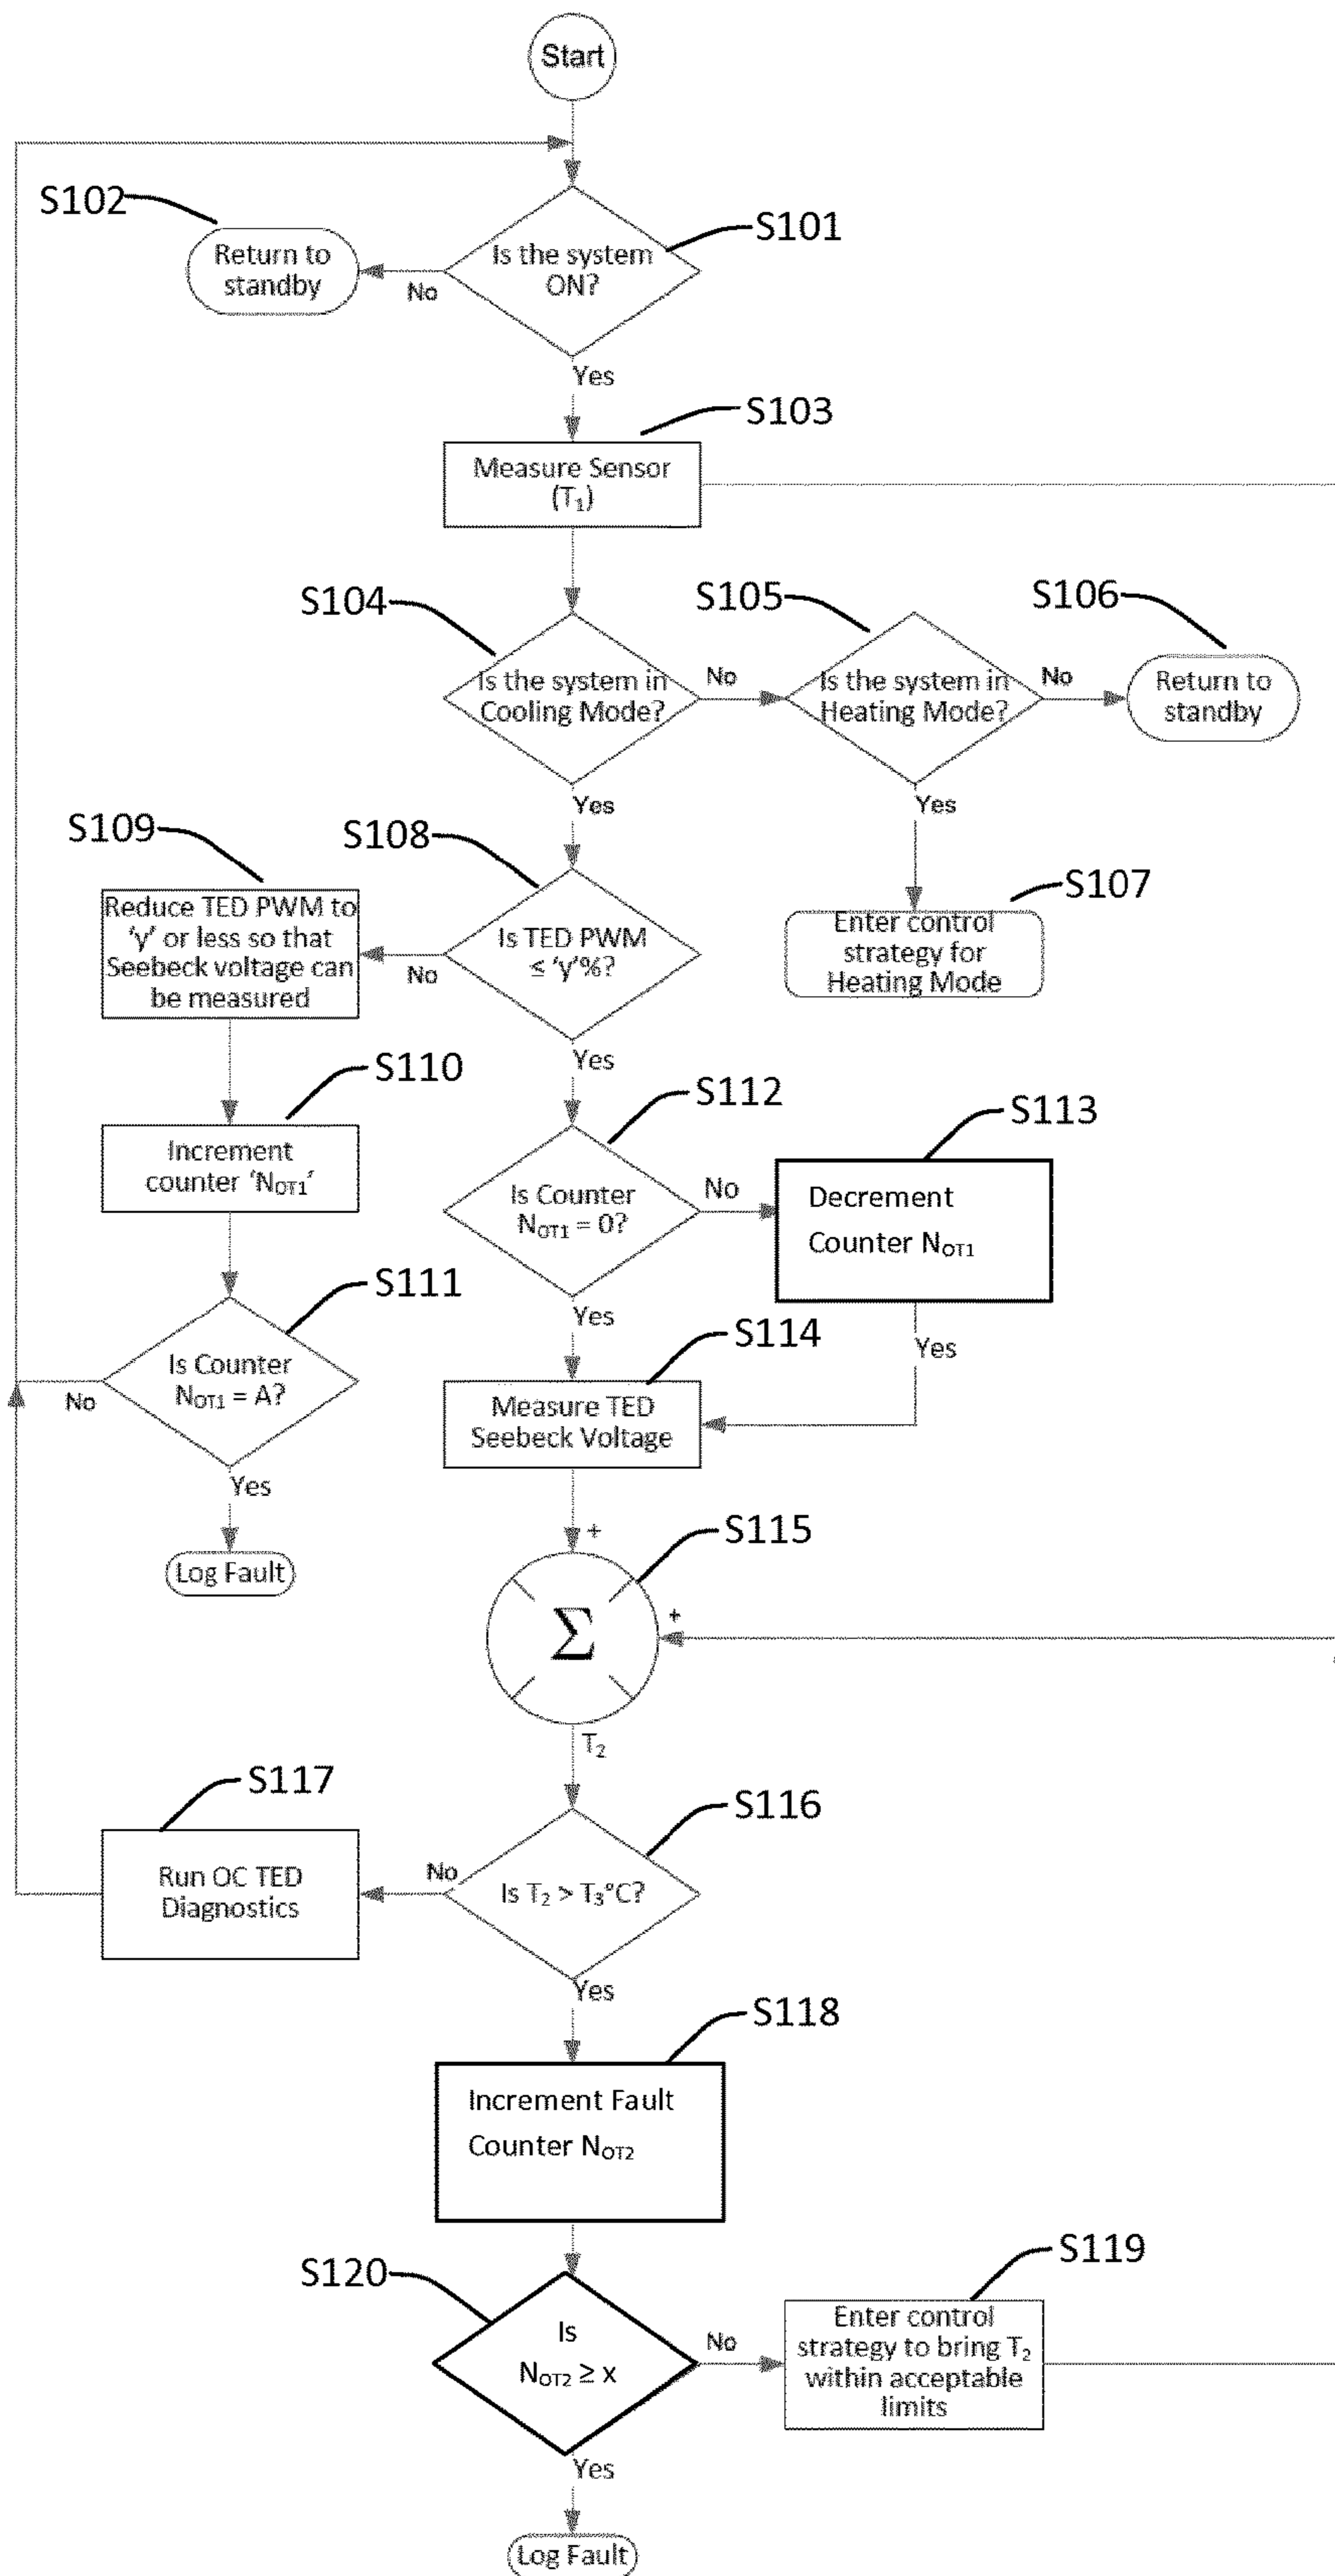 Start
S102
S101
Return to
standby
No
Is the system
ON?
Yes
S103
Measure Sensor
(T₁)
S104
S105
S106
Is the system in
Cooling Mode?
No
Is the system in
Heating Mode?
No
Return to
standby
Yes
Yes
S109
S108
S107
Reduce TED PWM to
‘y’ or less so that
Seebeck voltage can
be measured
No
Is TED PWM
≤ ‘y’%?
Enter control
strategy for
Heating Mode
Yes
S110
S112
S113
Increment
counter ‘N_OT1’
Is Counter
N_OT1 = 0?
No
Decrement
Counter N_OT1
S111
Yes
S114
Yes
Is Counter
N_OT1 = A?
No
Measure TED
Seebeck Voltage
Yes
S115
+
Log Fault
Σ
+
T₂
S117
S116
Run OC TED
Diagnostics
No
Is T₂ > T₃°C?
Yes
S118
Increment Fault
Counter N_OT2
S120
S119
Is
N_OT2 ≥ x
No
Enter control
strategy to bring T₂
within acceptable
limits
Yes
Log Fault